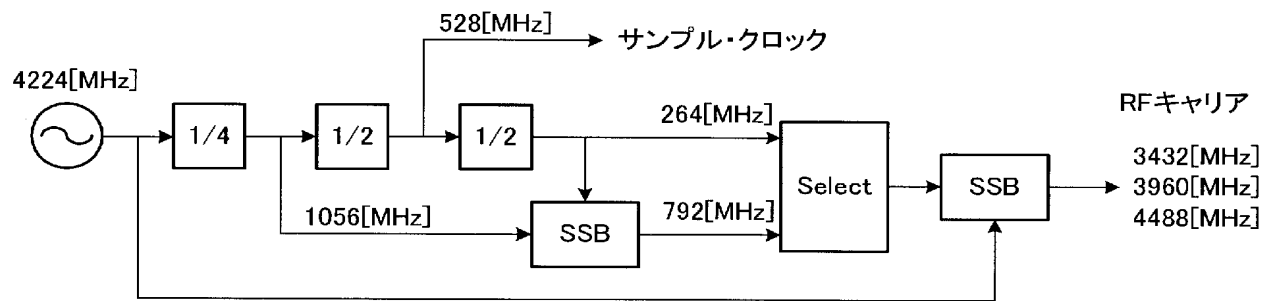 528[MHz]
サンプル・クロック
4224[MHz]
RFキャリア
1/4
1/2
1/2
264[MHz]
Select
SSB
3432[MHz]
3960[MHz]
4488[MHz]
1056[MHz]
SSB
792[MHz]